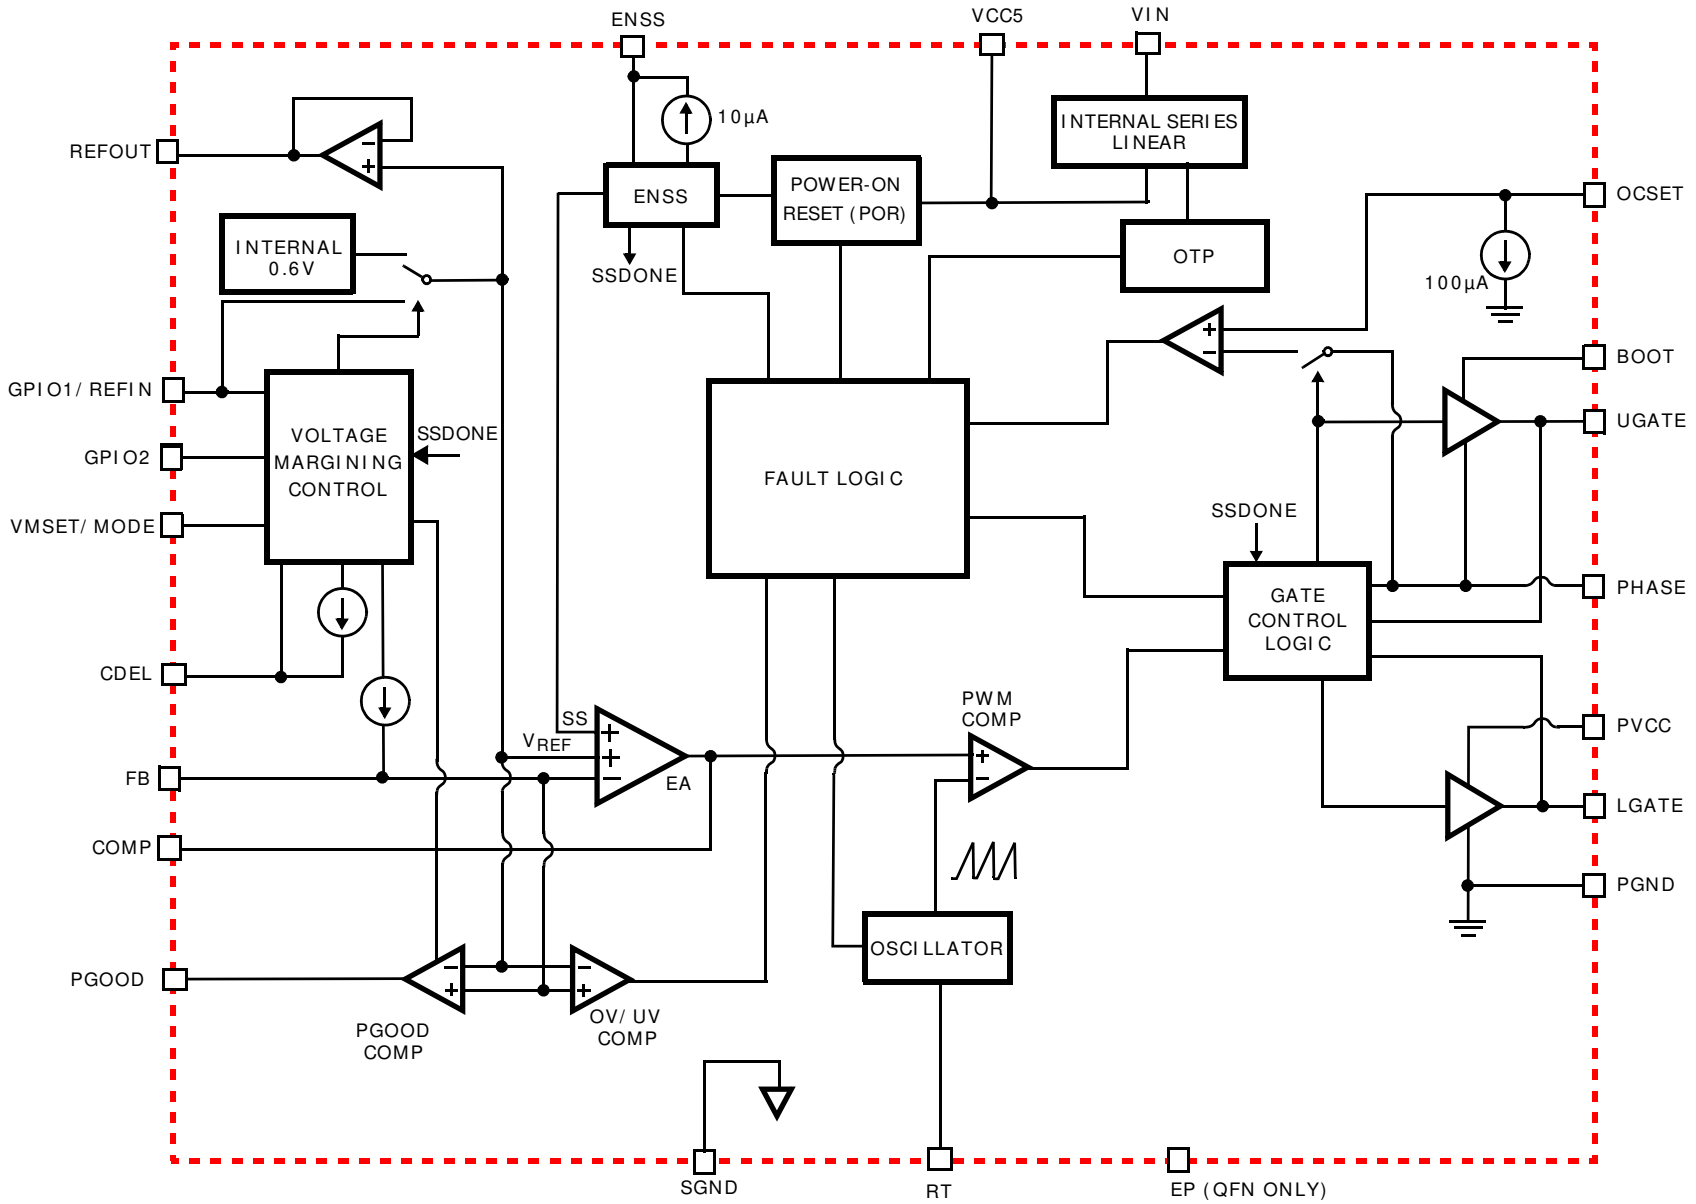 ENSS
VCC5
VIN
10µA
INTERNAL SERIES
LINEAR
REFOUT
ENSS
POWER-ON
RESET (POR)
OCSET
INTERNAL
0.6V
SSDONE
OTP
100µA
BOOT
GPIO1/REFIN
UGATE
VOLTAGE
MARGINING
CONTROL
SSDONE
GPIO2
FAULT LOGIC
SSDONE
VMSET/MODE
GATE
CONTROL
LOGIC
PHASE
CDEL
PWM
COMP
SS
VREF
EA
PVCC
FB
LGATE
COMP
PGND
OSCILLATOR
PGOOD
PGOOD
COMP
OV/UV
COMP
SGND
RT
EP (QFN ONLY)
+
−
+
−
+
+
−
+
−
−
+
−
+